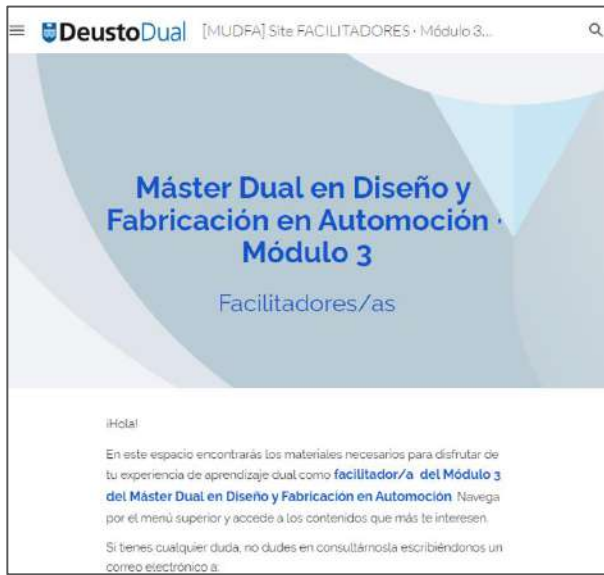 DeustoDual [MUDFA] Site FACILITADORES · Módulo 3...
Máster Dual en Diseño y
Fabricación en Automoción ·
Módulo 3
Facilitadores/as
¡Hola!
En este espacio encontrarás los materiales necesarios para disfrutar de
tu experiencia de aprendizaje dual como facilitador/a del Módulo 3
del Máster Dual en Diseño y Fabricación en Automoción. Navega
por el menú superior y accede a los contenidos que más te interesen.
Si tienes cualquier duda, no dudes en consultárnosla escribiéndonos un
correo electrónico a: